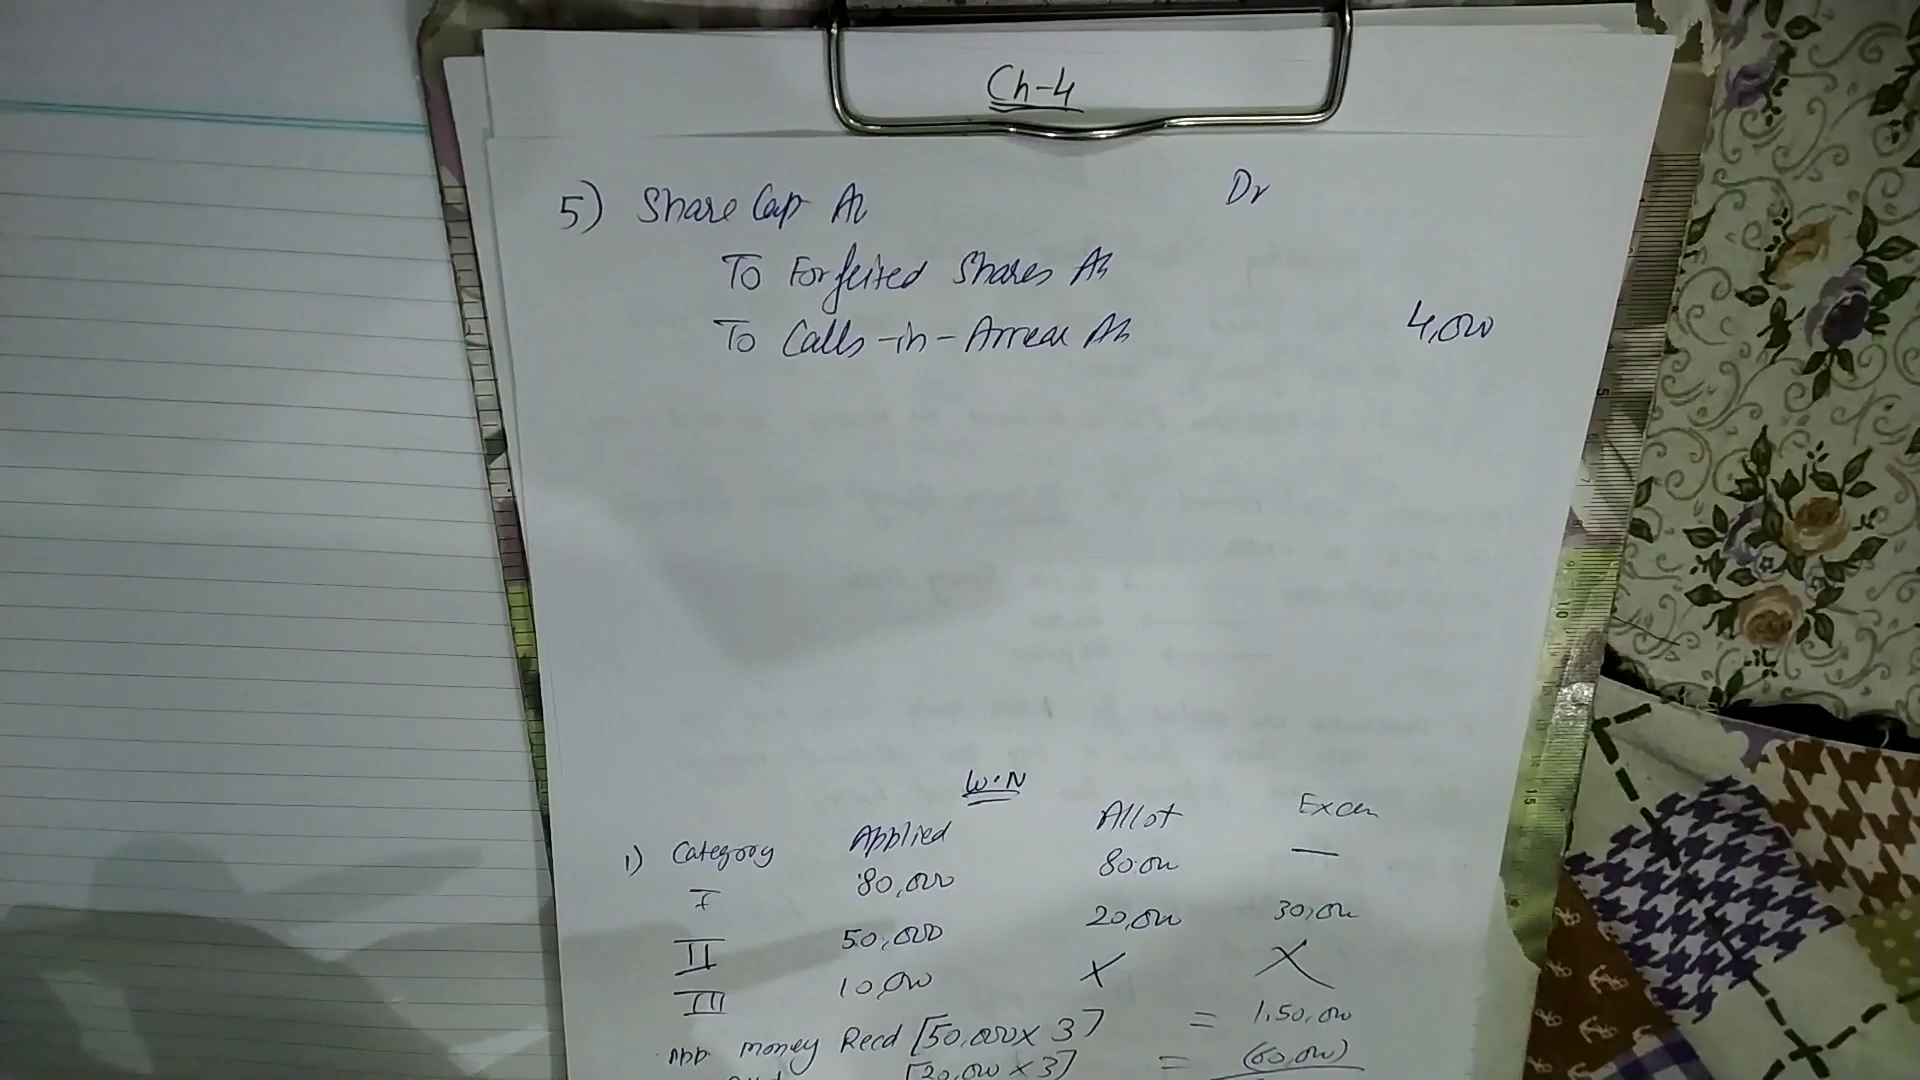 Ch-4
5) Share Cap A/c Dr
To Forfeited Shares A/c
To Calls-in-Arrear A/c 4,000
W.N
1) Category Applied Allot Excess
I 80,000 80,000 —
II 50,000 20,000 30,000
III 10,000 X X
App. money Recd [50,000 x 3] = 1,50,000
[20,000 x 3] = (60,000)